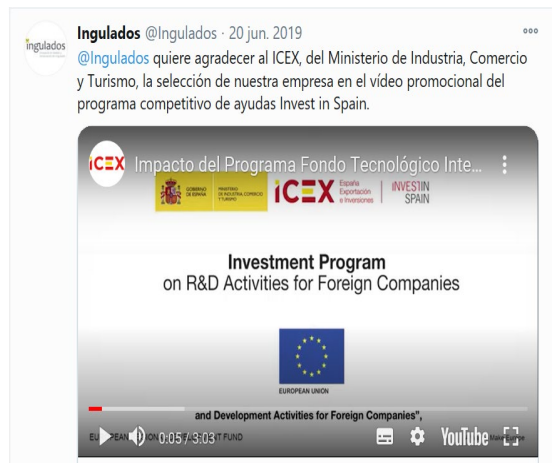 ingulados
Ingulados @Ingulados · 20 jun. 2019
@Ingulados quiere agradecer al ICEX, del Ministerio de Industria, Comercio
y Turismo, la selección de nuestra empresa en el vídeo promocional del
programa competitivo de ayudas Invest in Spain.
ICEX Impacto del Programa Fondo Tecnológico Inte...
GOBIERNO DE ESPAÑA
MINISTERIO DE INDUSTRIA, COMERCIO Y TURISMO
ICEX
España
Exportación
e Inversiones
INVEST IN
SPAIN
Investment Program
on R&D Activities for Foreign Companies
EUROPEAN UNION
and Development Activities for Foreign Companies",
0:05 / 3:03
FUND
YouTube